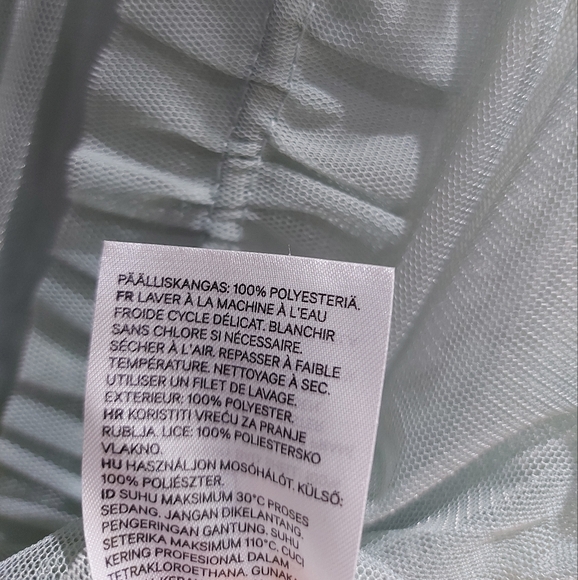 PÄÄLLISKANGAS: 100% POLYESTERIÄ.
FR LAVER À LA MACHINE À L'EAU
FROIDE CYCLE DÉLICAT. BLANCHIR
SANS CHLORE SI NÉCESSAIRE.
SÉCHER À L'AIR. REPASSER À FAIBLE
TEMPÉRATURE. NETTOYAGE À SEC.
UTILISER UN FILET DE LAVAGE.
EXTERIEUR: 100% POLYESTER.
HR KORISTITI VREĆU ZA PRANJE
RUBLJA. LICE: 100% POLIESTERSKO
VLAKNO.
HU HASZNÁLJON MOSÓHÁLÓT. KÜLSŐ:
100% POLIÉSZTER.
ID SUHU MAKSIMUM 30°C PROSES
SEDANG. JANGAN DIKELANTANG.
PENGERINGAN GANTUNG. SUHU
SETERIKA MAKSIMUM 110°C. CUCI
KERING PROFESIONAL DALAM
TETRAKLOROETHANA. GUNAKAN